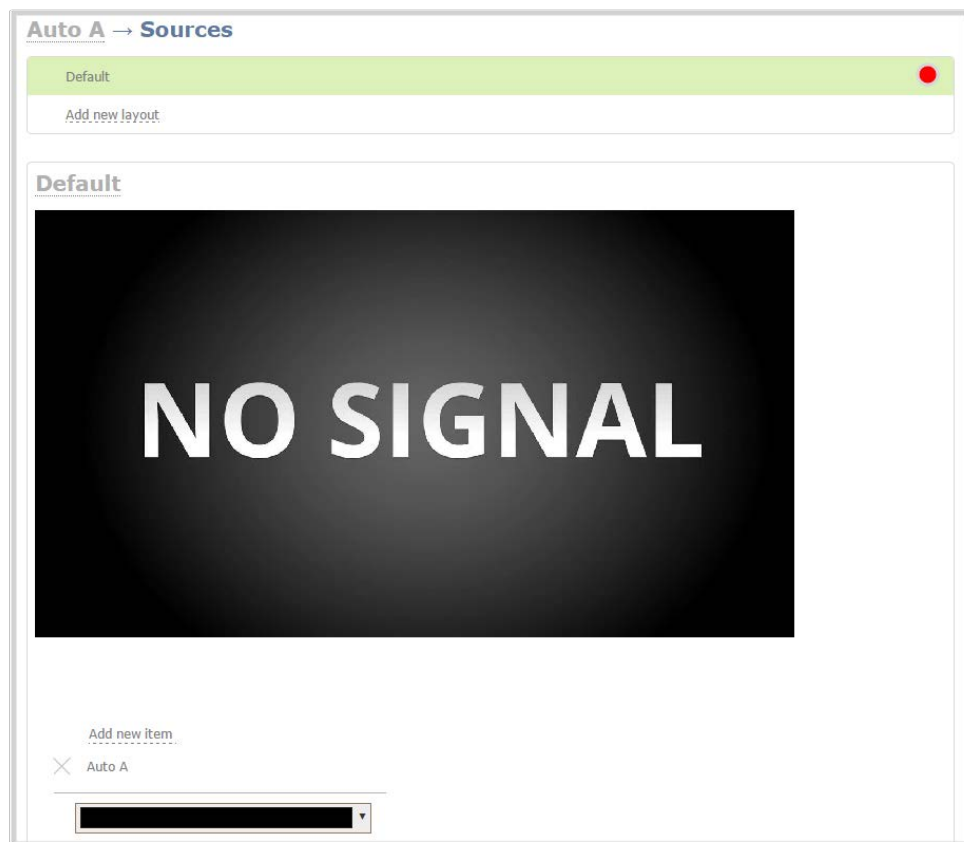 Auto A → Sources
Default
Add new layout
Default
NO SIGNAL
Add new item
Auto A